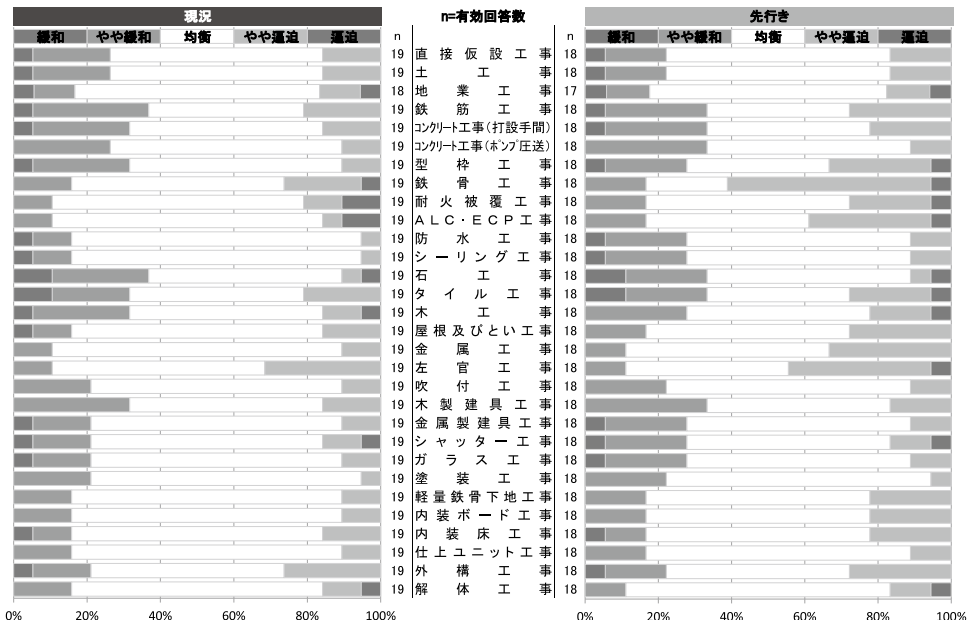 現況 n=有効回答数 先行き
緩和 やや緩和 均衡 やや逼迫 逼迫 n n 緩和 やや緩和 均衡 やや逼迫 逼迫
19 直接仮設工事 18
19 土工事 18
18 地業工事 17
19 鉄筋工事 18
19 コンクリート工事(打設手間) 18
19 コンクリート工事(ポンプ圧送) 18
19 型枠工事 18
19 鉄骨工事 18
19 耐火被覆工事 18
19 ALC・ECP工事 18
19 防水工事 18
19 シーリング工事 18
19 石工事 18
19 タイル工事 18
19 木工事 18
19 屋根及びとい工事 18
19 金属工事 18
19 左官工事 18
19 吹付工事 18
19 木製建具工事 18
19 金属製建具工事 18
19 シャッター工事 18
19 ガラス工事 18
19 塗装工事 18
19 軽量鉄骨下地工事 18
19 内装ボード工事 18
19 内装床工事 18
19 仕上ユニット工事 18
19 外構工事 18
19 解体工事 18
0% 20% 40% 60% 80% 100% 0% 20% 40% 60% 80% 100%